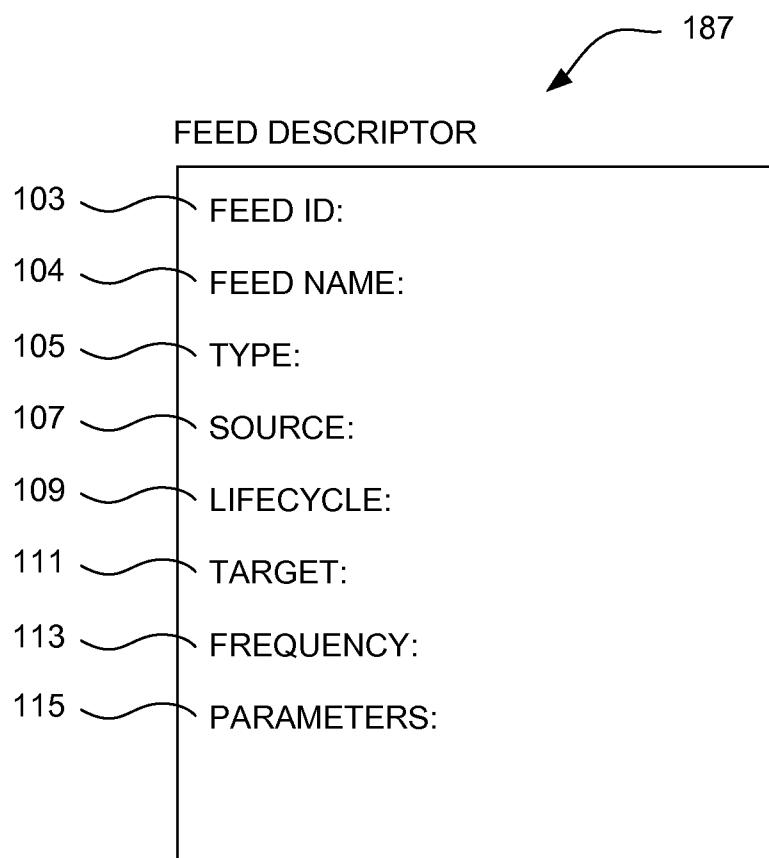 187
FEED DESCRIPTOR
103 FEED ID:
104 FEED NAME:
105 TYPE:
107 SOURCE:
109 LIFECYCLE:
111 TARGET:
113 FREQUENCY:
115 PARAMETERS: